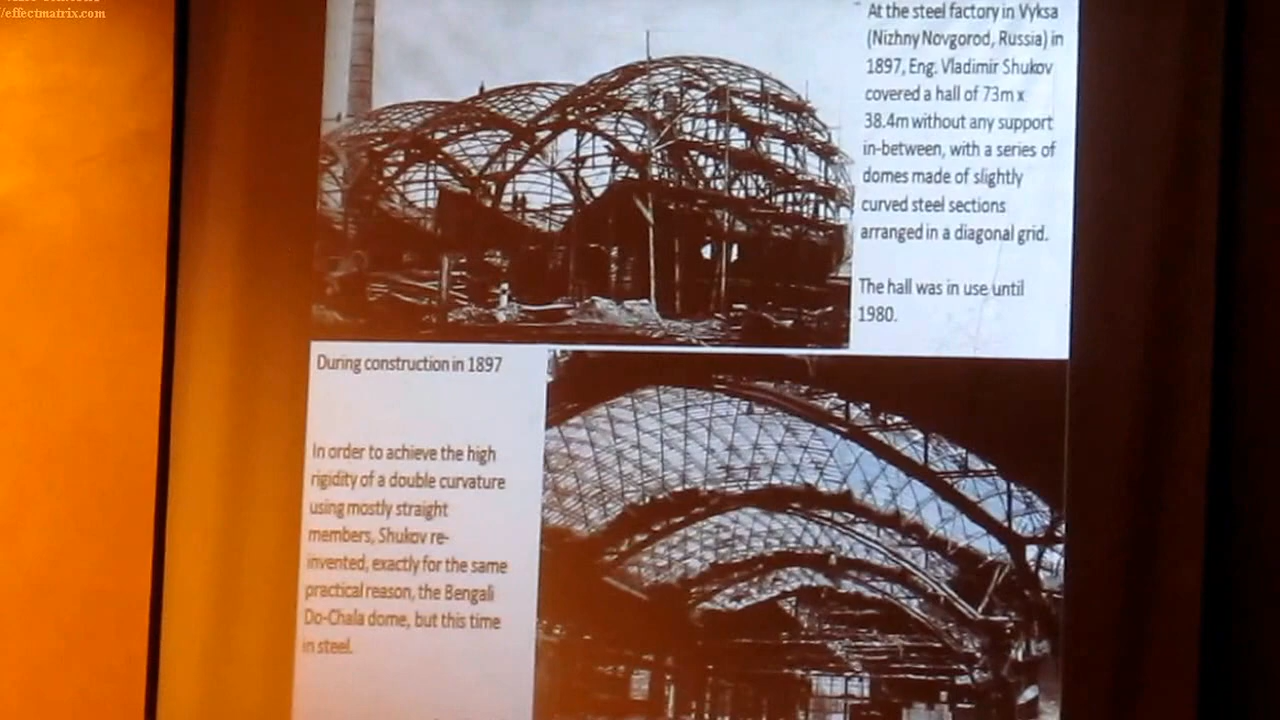 //effectmatrix.com
At the steel factory in Vyksa
(Nizhny Novgorod, Russia) in
1897, Eng. Vladimir Shukov
covered a hall of 73m x
38.4m without any support
in-between, with a series of
domes made of slightly
curved steel sections
arranged in a diagonal grid.
The hall was in use until
1980.
During construction in 1897
In order to achieve the high
rigidity of a double curvature
using mostly straight
members, Shukov re-
invented, exactly for the same
practical reason, the Bengali
Do-Chala dome, but this time
in steel.